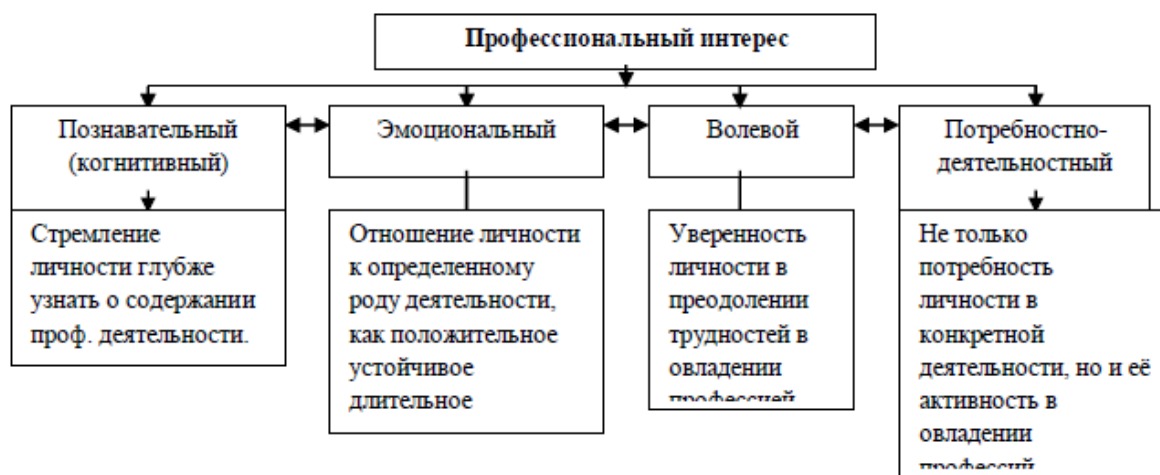 Профессиональный интерес
Познавательный
(когнитивный)
Эмоциональный
Волевой
Потребностно-
деятельностный
Стремление
личности глубже
узнать о содержании
проф. деятельности.
Отношение личности
к определенному
роду деятельности,
как положительное
устойчивое
длительное
Уверенность
личности в
преодолении
трудностей в
овладении
профессией
Не только
потребность
личности в
конкретной
деятельности, но и её
активность в
овладении